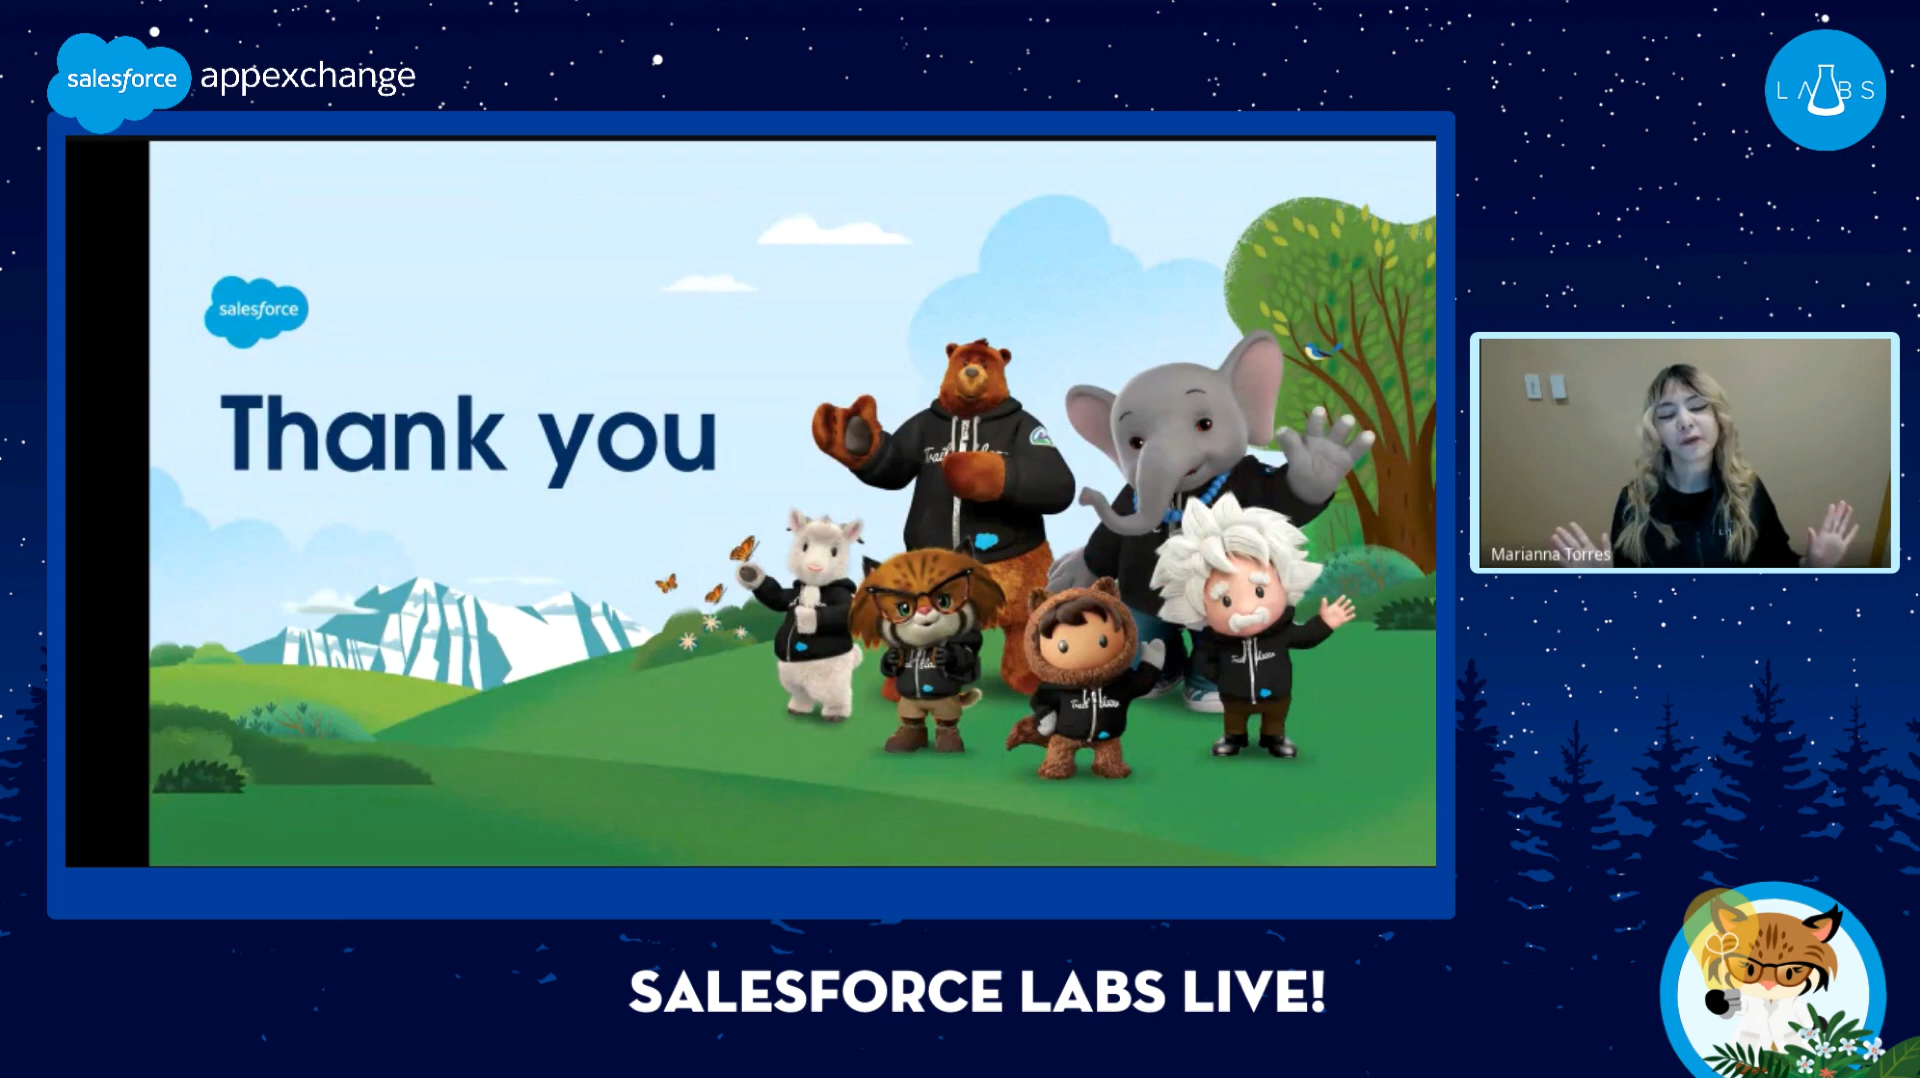 salesforce appexchange
LABS
salesforce
Thank you
Marianna Torres
SALESFORCE LABS LIVE!